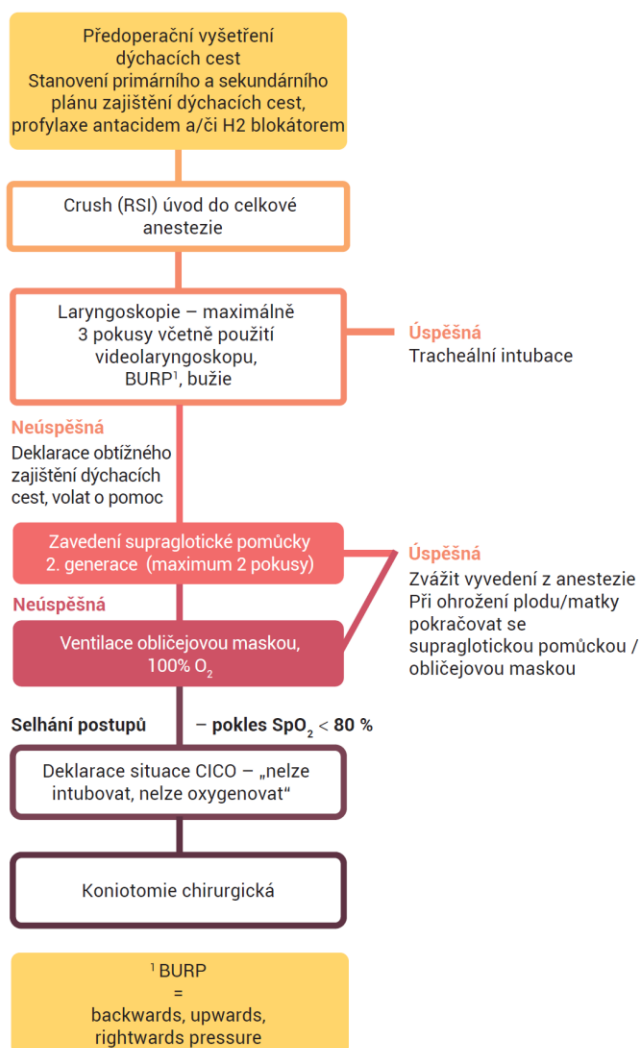 Předoperační vyšetření
dýchacích cest
Stanovení primárního a sekundárního
plánu zajištění dýchacích cest,
profylaxe antacidem a/či H2 blokátorem
Crush (RSI) úvod do celkové
anestezie
Laryngoskopie – maximálně
3 pokusy včetně použití
videolaryngoskopu,
BURP¹, bužie
Úspěšná
Tracheální intubace
Neúspěšná
Deklarace obtížného
zajištění dýchacích
cest, volat o pomoc
Zavedení supraglotické pomůcky
2. generace (maximum 2 pokusy)
Úspěšná
Zvážit vyvedení z anestezie
Při ohrožení plodu/matky
pokračovat se
supraglotickou pomůckou /
obličejovou maskou
Neúspěšná
Ventilace obličejovou maskou,
100% O₂
Selhání postupů – pokles SpO₂ < 80 %
Deklarace situace CICO – „nelze
intubovat, nelze oxygenovat“
Koniotomie chirurgická
¹ BURP
=
backwards, upwards,
rightwards pressure